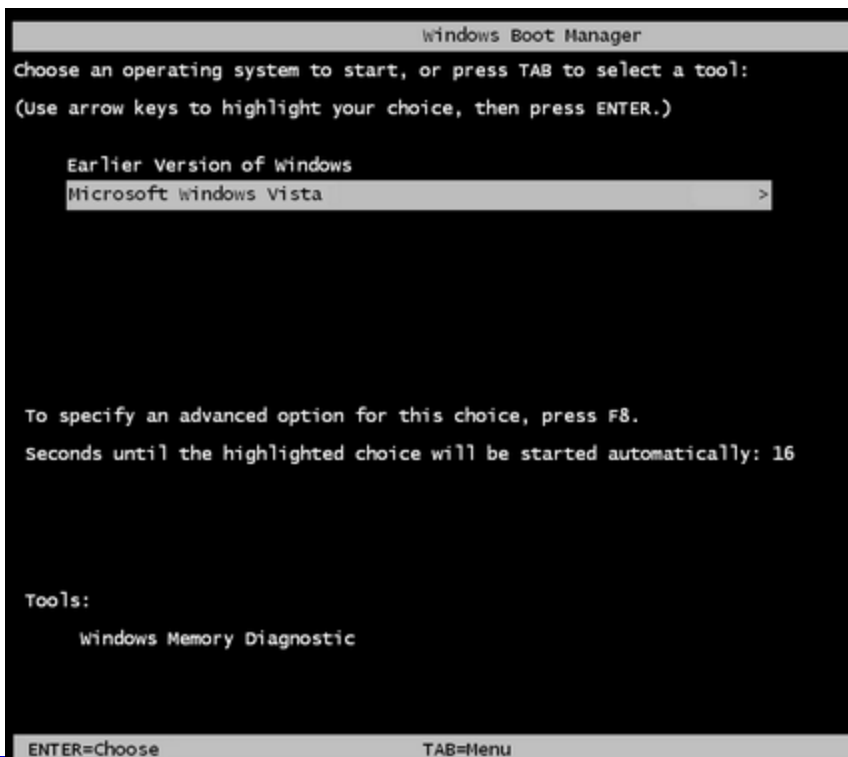 Windows Boot Manager
Choose an operating system to start, or press TAB to select a tool:
(Use arrow keys to highlight your choice, then press ENTER.)
Earlier Version of Windows
Microsoft Windows Vista >
To specify an advanced option for this choice, press F8.
Seconds until the highlighted choice will be started automatically: 16
Tools:
Windows Memory Diagnostic
ENTER=Choose TAB=Menu